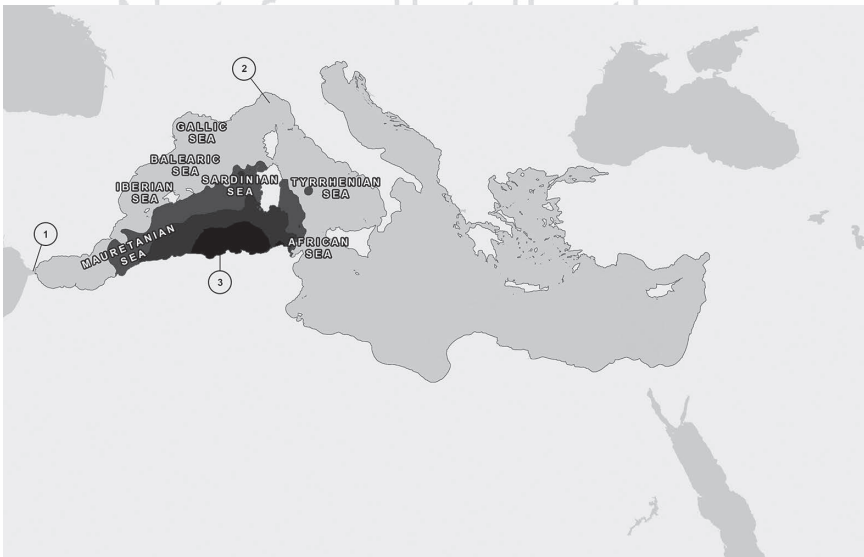 2
GALLIC
SEA
BALEARIC
SEA
IBERIAN
SEA
SARDINIAN
SEA
TYRRHENIAN
SEA
1
MAURETANIAN
SEA
AFRICAN
SEA
3